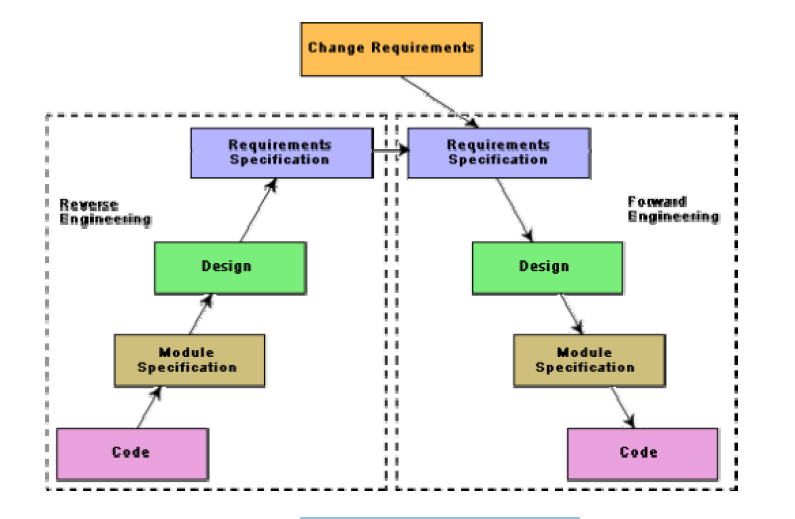 Change Requirements
Requirements
Specification
Requirements
Specification
Reverse
Engineering
Forward
Engineering
Design
Design
Module
Specification
Module
Specification
Code
Code